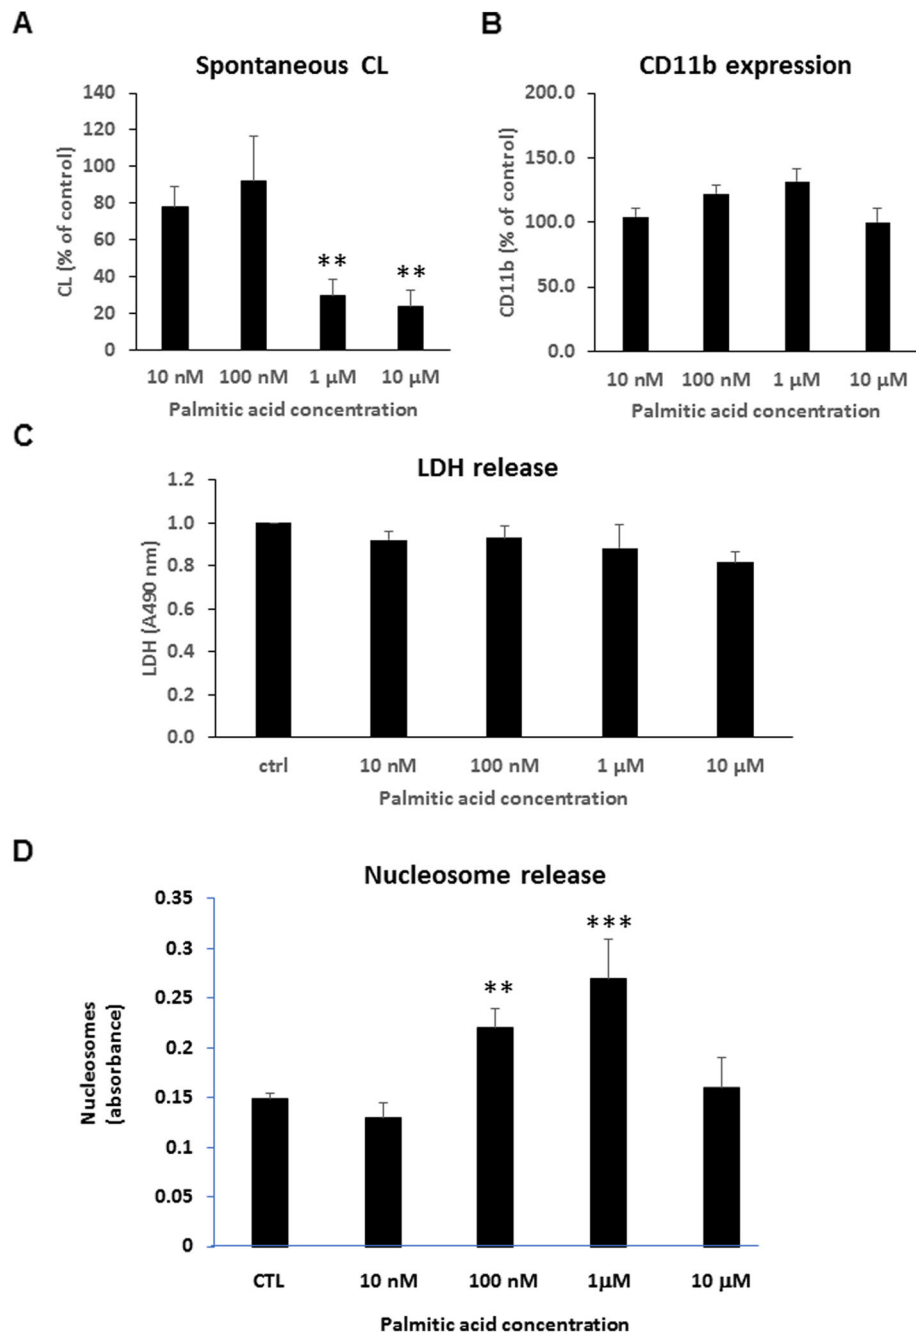 A
Spontaneous CL
140
120
100
80
60
40
20
0
CL (% of control)
**
**
10 nM 100 nM 1 µM 10 µM
Palmitic acid concentration
B
CD11b expression
200.0
150.0
100.0
50.0
0.0
CD11b (% of control)
10 nM 100 nM 1 µM 10 µM
Palmitic acid concentration
C
LDH release
1.2
1.0
0.8
0.6
0.4
0.2
0.0
LDH (A490 nm)
ctrl 10 nM 100 nM 1 µM 10 µM
Palmitic acid concentration
D
Nucleosome release
0.35
0.3
0.25
0.2
0.15
0.1
0.05
0
Nucleosomes
(absorbance)
**
***
CTL 10 nM 100 nM 1µM 10 µM
Palmitic acid concentration